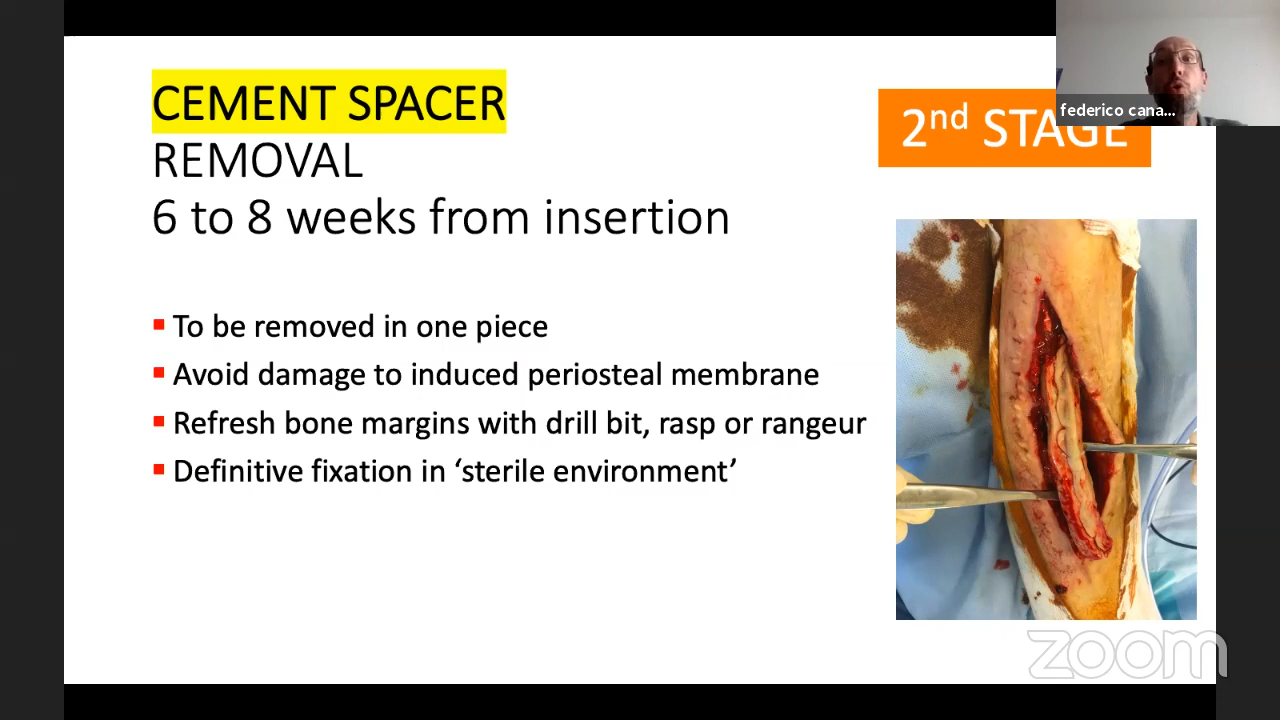 CEMENT SPACER
REMOVAL
6 to 8 weeks from insertion
2nd STAGE
federico cana...
To be removed in one piece
Avoid damage to induced periosteal membrane
Refresh bone margins with drill bit, rasp or rangeur
Definitive fixation in ‘sterile environment’
zoom